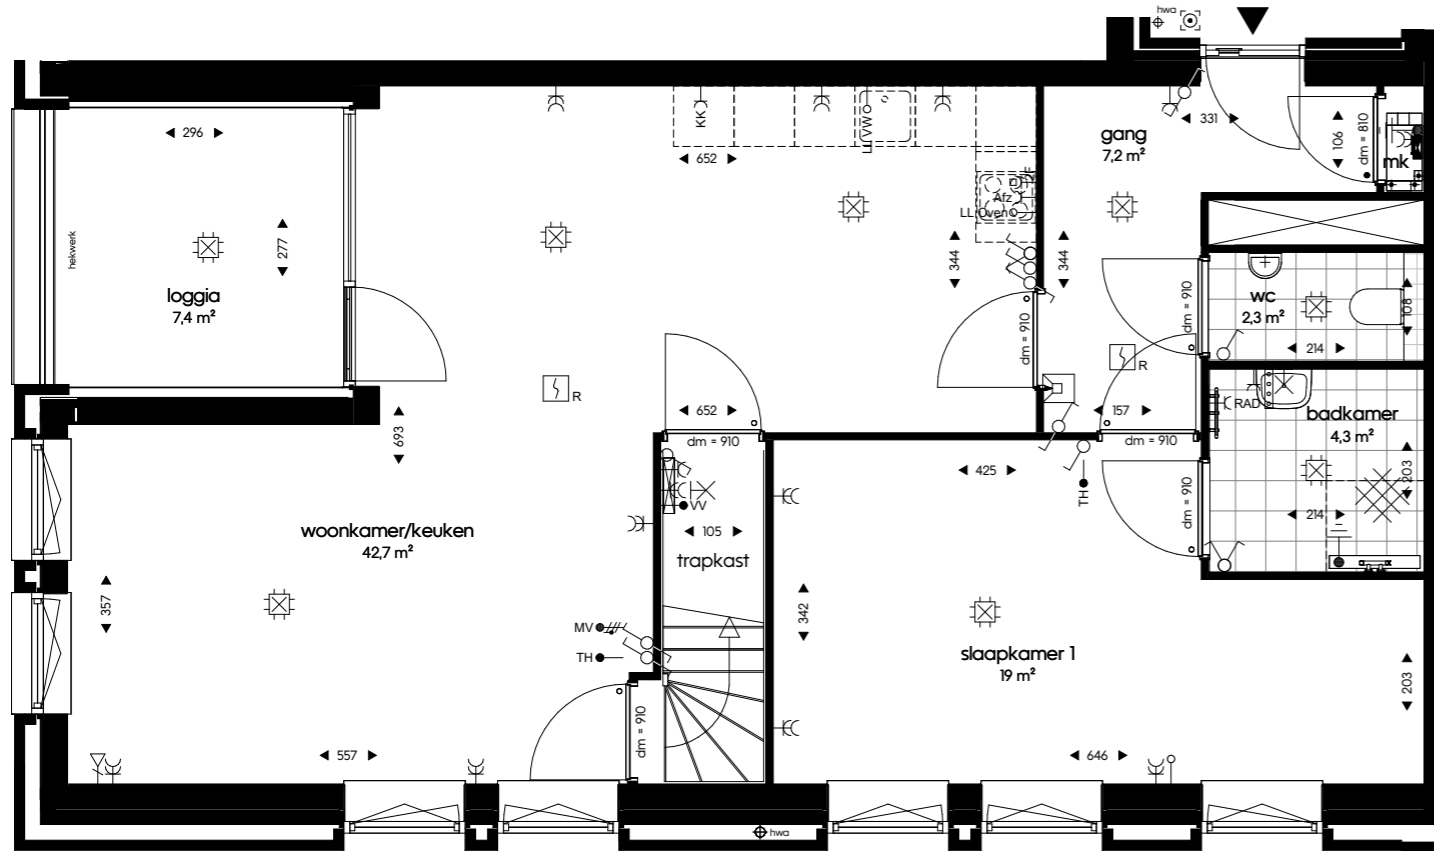 hwa
296
KK
LL VW
652
gang
7,2 m²
331
106
dm = 810
mk
Afz
LL Oven
hekwerk
277
344
344
loggia
7,4 m²
dm = 910
dm = 910
wc
2,3 m²
108
214
R
R
693
652
dm = 910
157
dm = 910
RAD
badkamer
4,3 m²
203
214
425
TH
dm = 910
VV
105
trapkast
woonkamer/keuken
42,7 m²
357
342
MV
TH
slaapkamer 1
19 m²
203
dm = 910
557
646
hwa